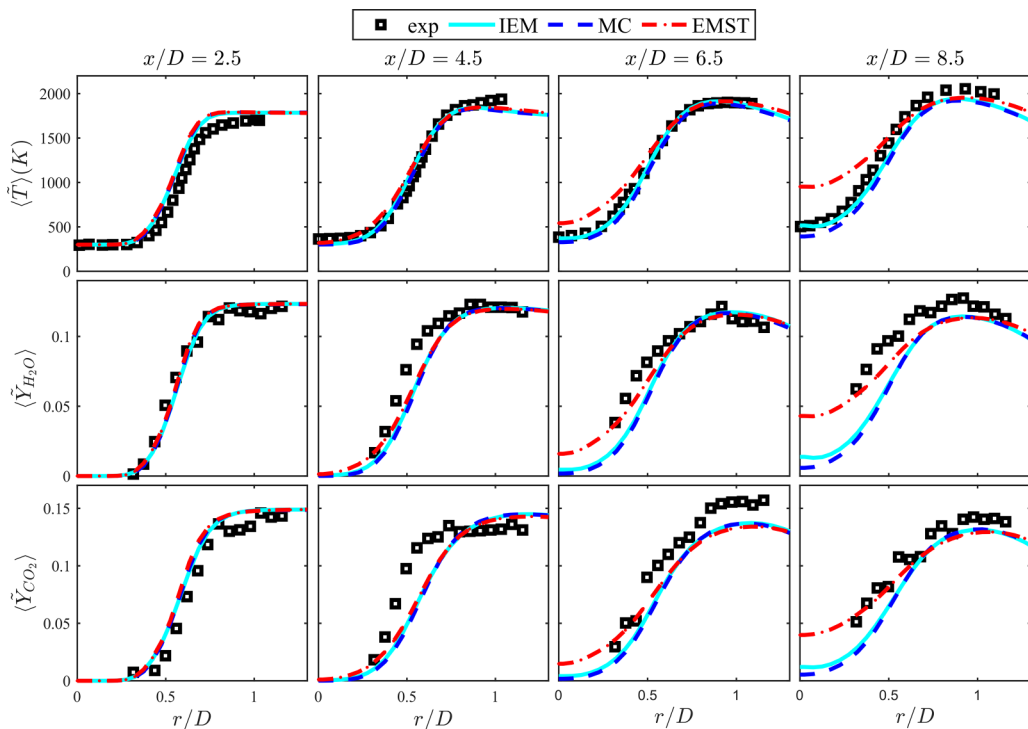 exp IEM MC EMST
x/D = 2.5 x/D = 4.5 x/D = 6.5 x/D = 8.5
2000
1500
1000
500
0
⟨T̃⟩(K)
0.1
0.05
0
⟨Ỹ_{H₂O}⟩
0.15
0.1
0.05
0
⟨Ỹ_{CO₂}⟩
0 0.5 1 0 0.5 1 0 0.5 1 0 0.5 1
r/D r/D r/D r/D